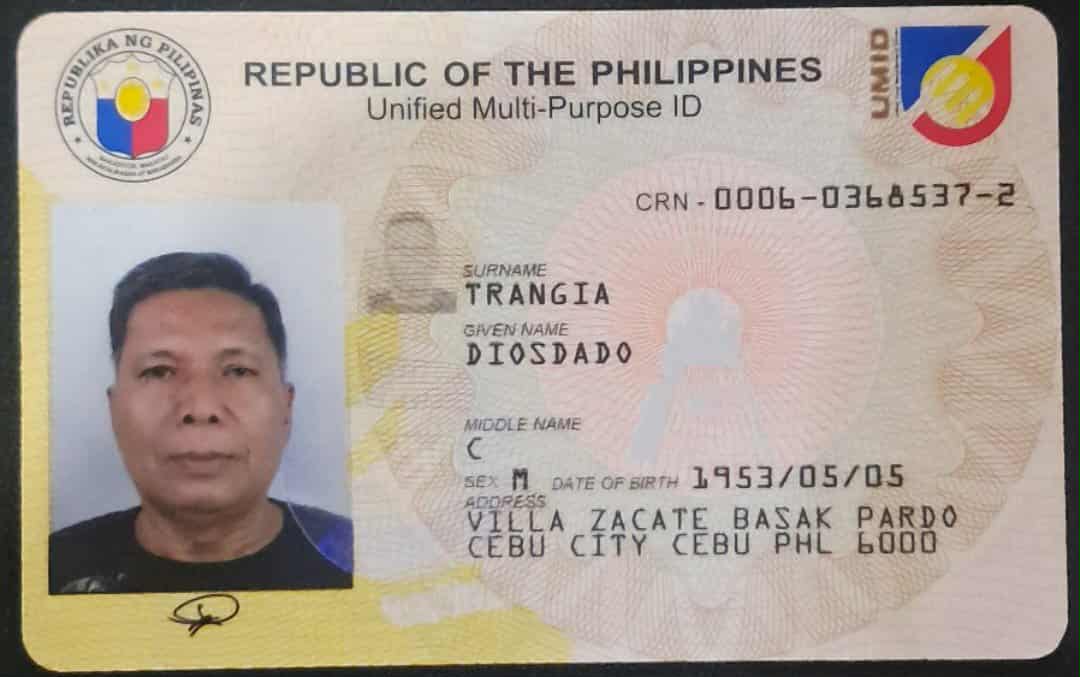 REPUBLIKA NG PILIPINAS
REPUBLIC OF THE PHILIPPINES
Unified Multi-Purpose ID
UMID
CRN - 0006-0368537-2
SURNAME
TRANGIA
GIVEN NAME
DIOSDADO
MIDDLE NAME
C
SEX M DATE OF BIRTH 1953/05/05
ADDRESS
VILLA ZACATE BASAK PARDO
CEBU CITY CEBU PHL 6000